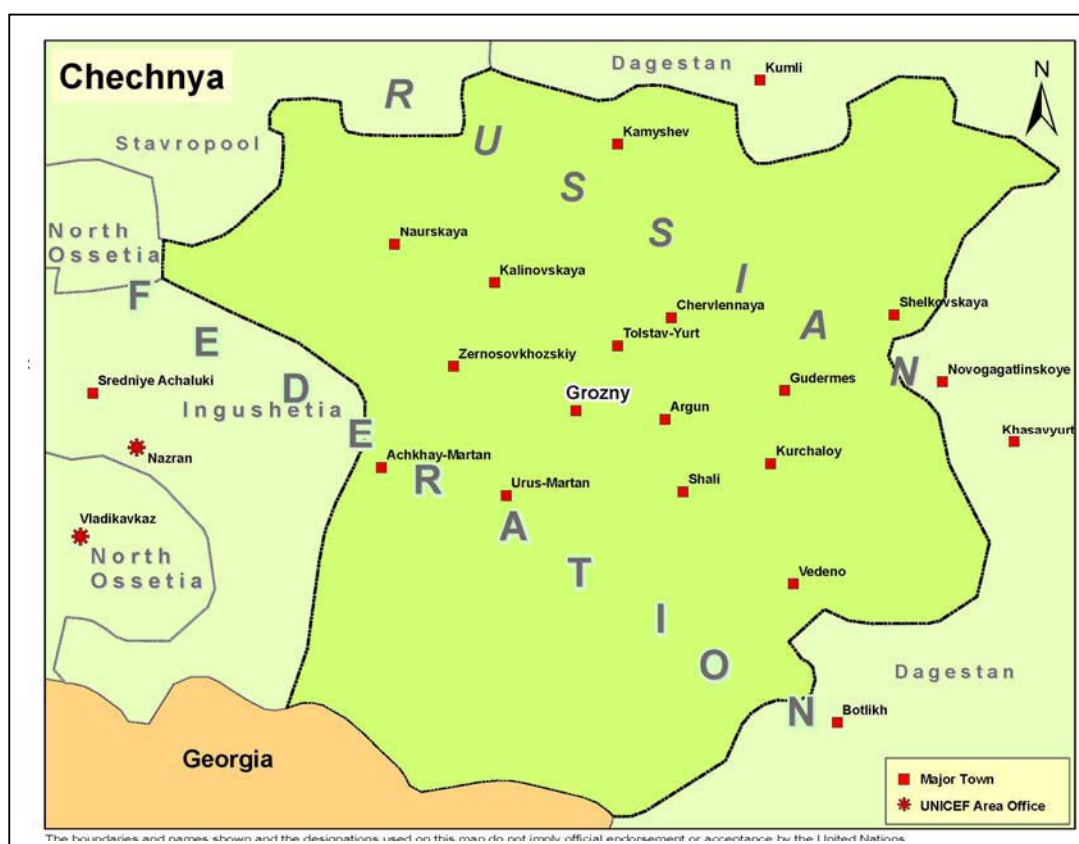 Chechnya
Dagestan
Kumli
N
R U S S I A N
Stavropool
Kamyshev
North
Ossetia
Naurskaya
Kalinovskaya
F E D E R A T I O N
Chervlennaya
Shelkovskaya
Tolstav-Yurt
Zernosovkhozskiy
Sredniye Achaluki
Ingushetia
Grozny
Gudermes
Novogagatlinskoye
Argun
Khasavyurt
Nazran
Achkhay-Martan
Urus-Martan
Shali
Kurchaloy
Vladikavkaz
North
Ossetia
Vedeno
Dagestan
Botlikh
Georgia
Major Town
UNICEF Area Office
The boundaries and names shown and the designations used on this map do not imply official endorsement or acceptance by the United Nations